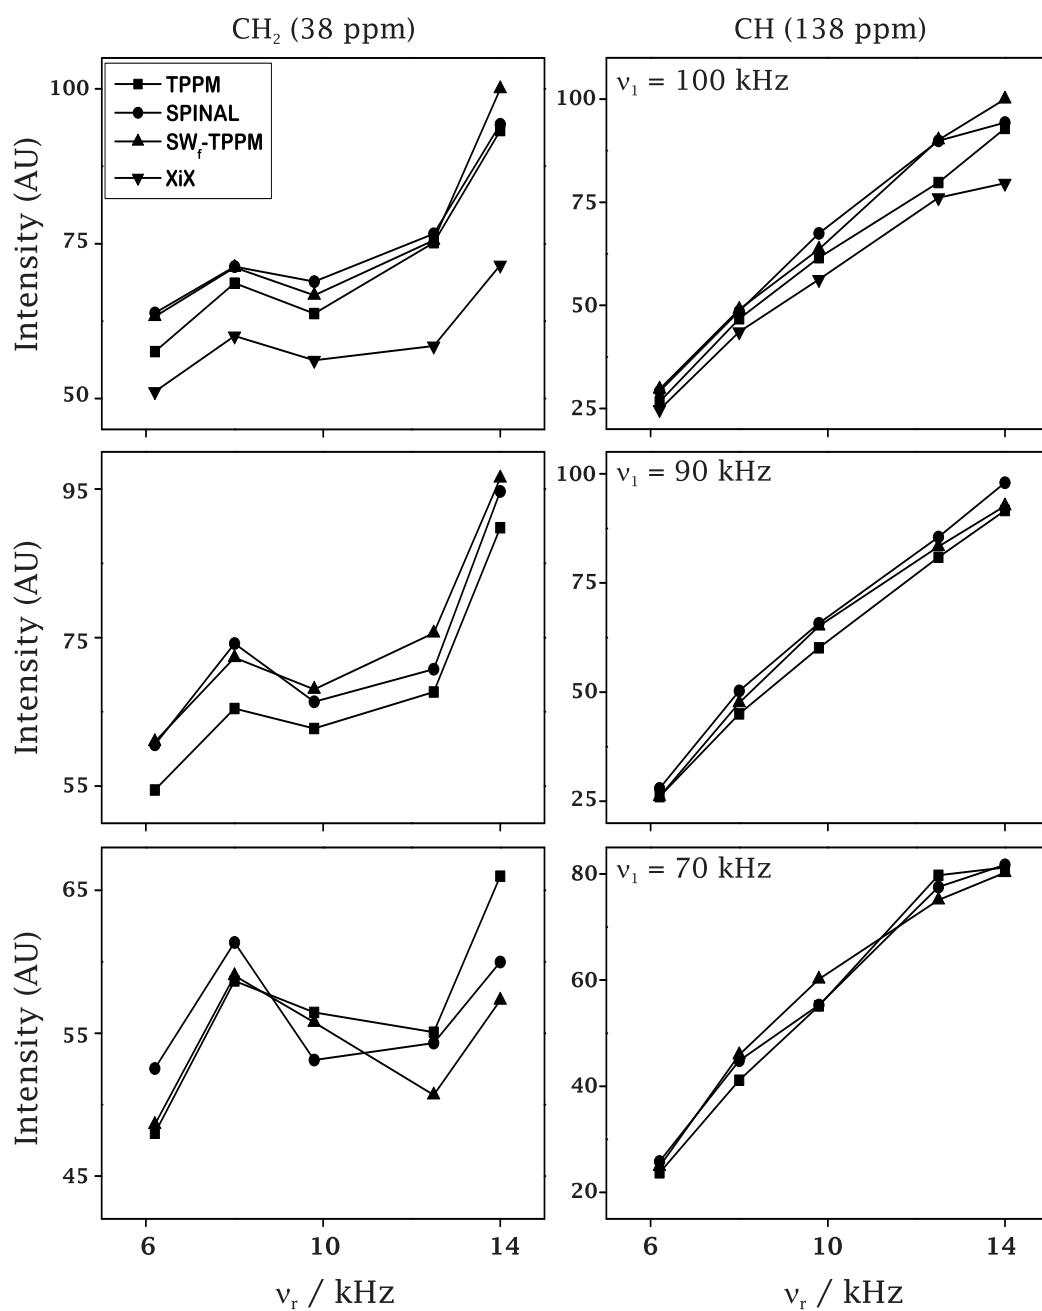 CH₂ (38 ppm)
CH (138 ppm)
Intensity (AU)
100
75
50
TPPM
SPINAL
SW_f-TPPM
XiX
ν₁ = 100 kHz
100
75
50
25
Intensity (AU)
95
75
55
ν₁ = 90 kHz
100
75
50
25
Intensity (AU)
65
55
45
ν₁ = 70 kHz
80
60
40
20
6 10 14
6 10 14
νᵣ / kHz
νᵣ / kHz